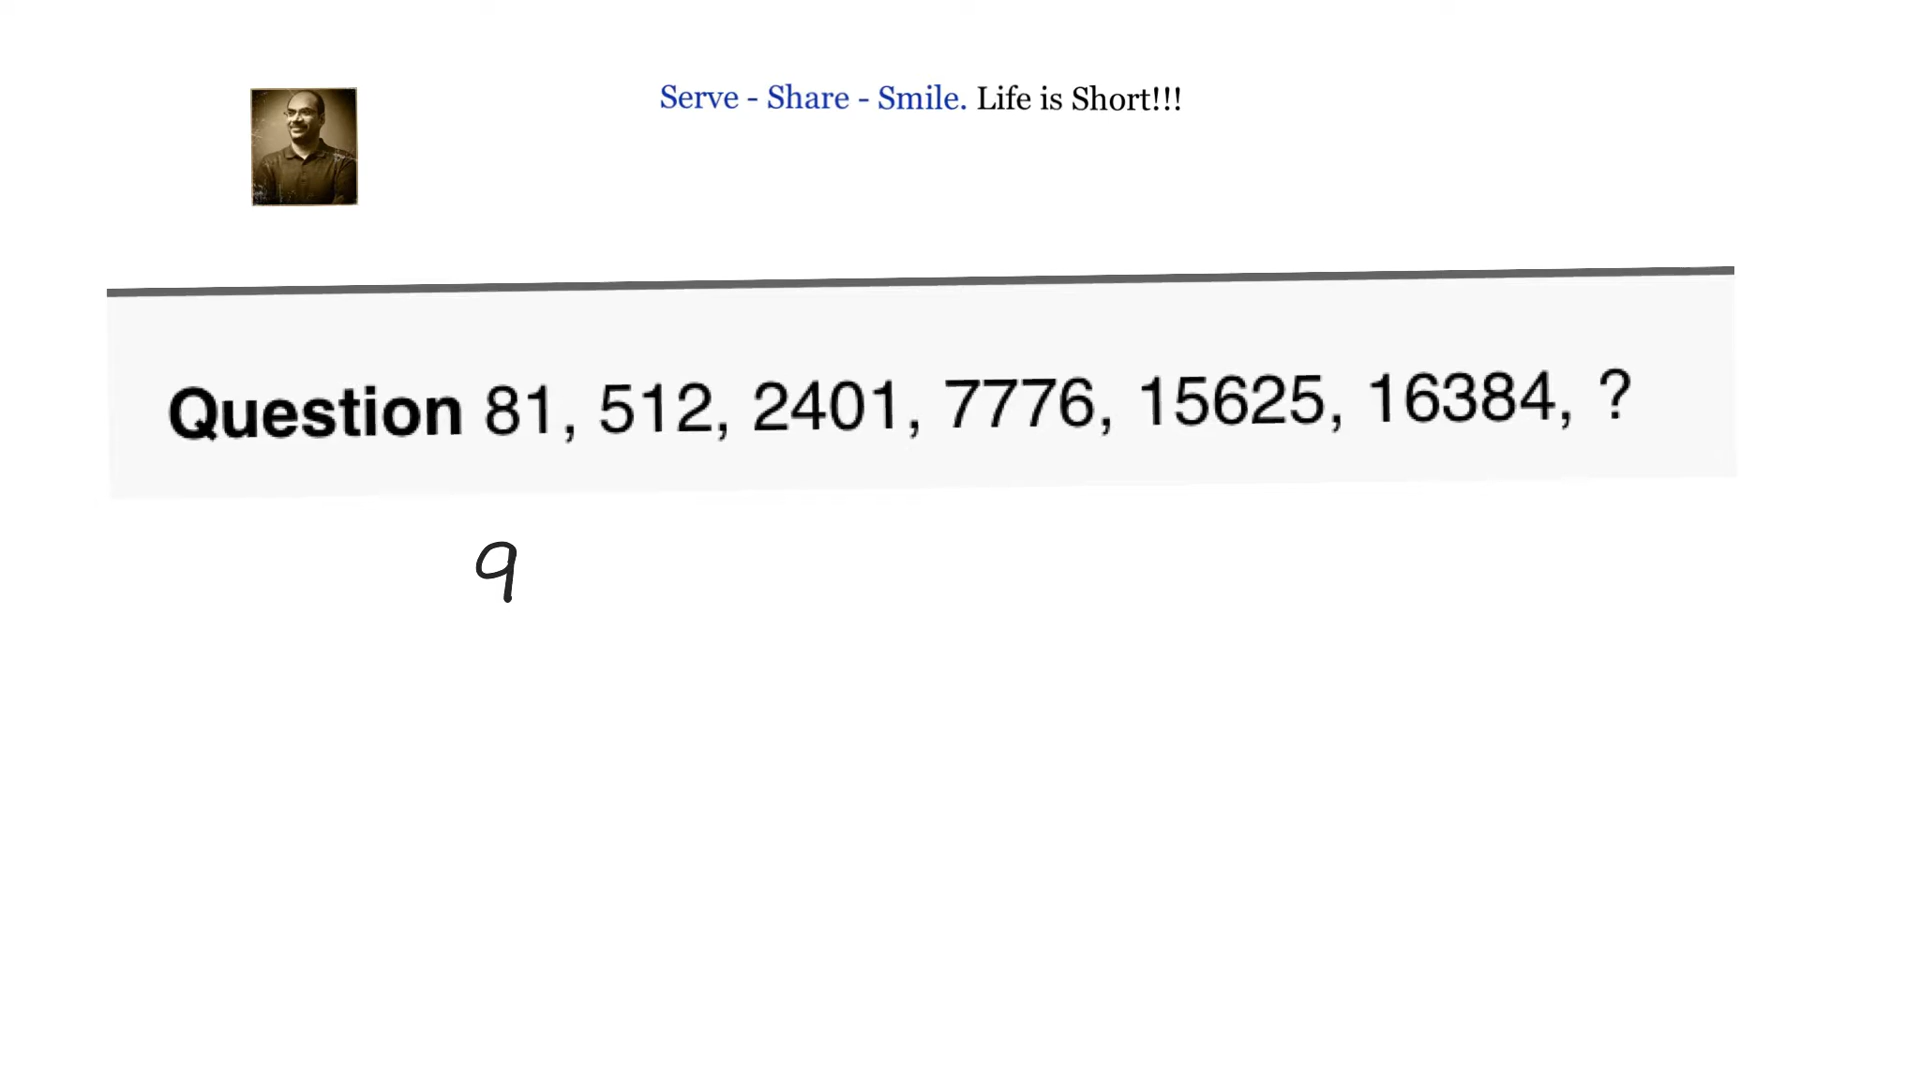 Serve - Share - Smile. Life is Short!!!
Question 81, 512, 2401, 7776, 15625, 16384, ?
9